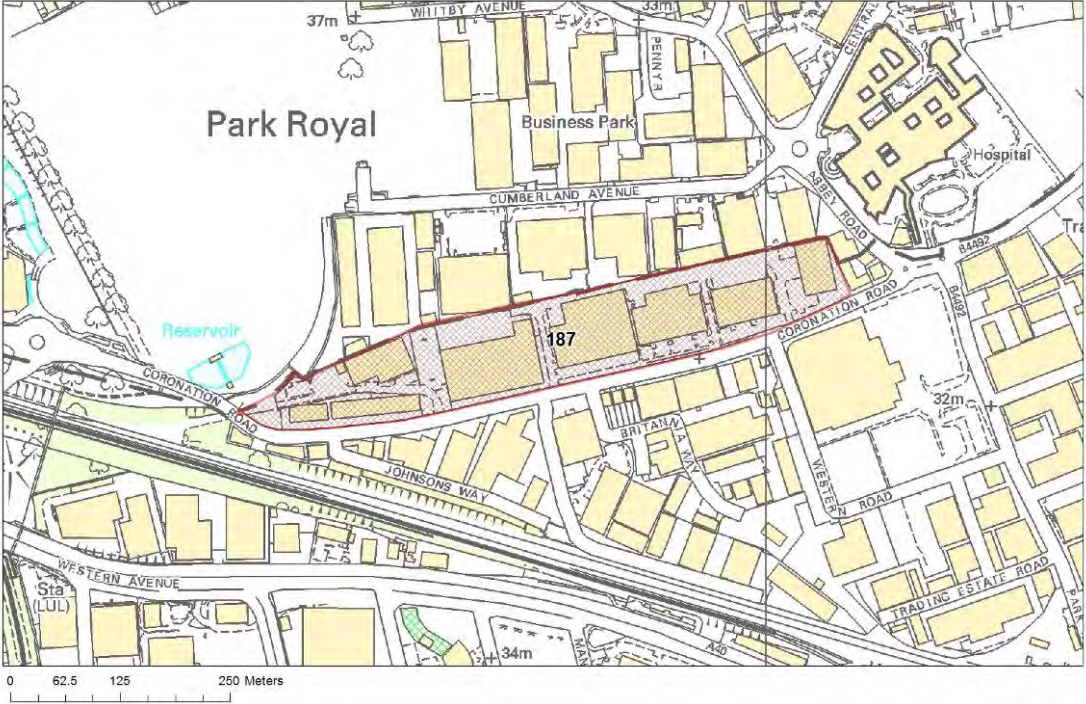 WHITBY AVENUE
33m
37m
CENTRAL
PENNY R
Park Royal
Business Park
Hospital
CUMBERLAND AVENUE
ABBEY ROAD
Tra
B4492
B4492
CORONATION ROAD
187
Reservoir
CORONATION ROAD
32m
BRITANNIA WAY
JOHNSONS WAY
WESTERN ROAD
WESTERN AVENUE
TRADING ESTATE ROAD
Sta
(LUL)
PAR
34m
MAN
A40
0 62.5 125 250 Meters